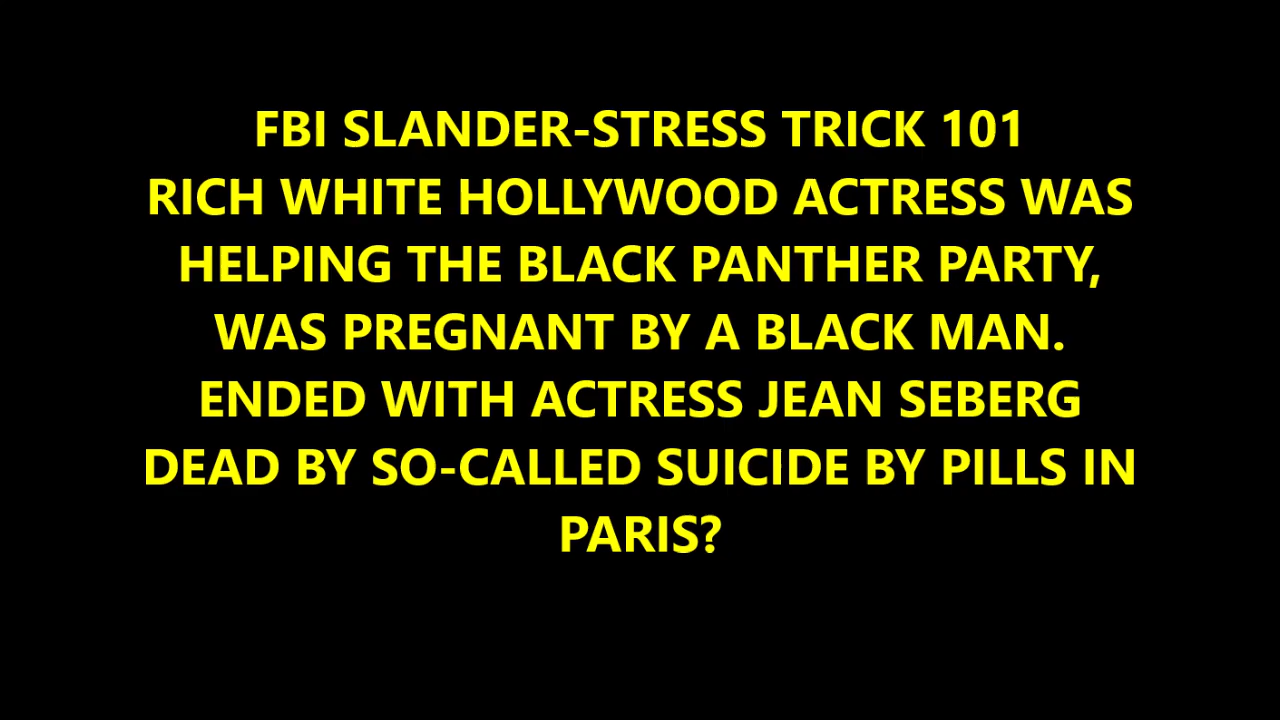 FBI SLANDER-STRESS TRICK 101
RICH WHITE HOLLYWOOD ACTRESS WAS
HELPING THE BLACK PANTHER PARTY,
WAS PREGNANT BY A BLACK MAN.
ENDED WITH ACTRESS JEAN SEBERG
DEAD BY SO-CALLED SUICIDE BY PILLS IN
PARIS?